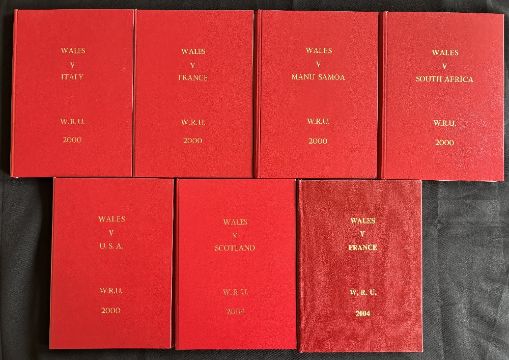 WALES
V
ITALY
W.R.U.
2000
WALES
V
FRANCE
W.R.U.
2000
WALES
V
MANU SAMOA
W.R.U.
2000
WALES
V
SOUTH AFRICA
W.R.U.
2000
WALES
V
U.S.A.
W.R.U.
2000
WALES
V
SCOTLAND
W.R.U.
2004
WALES
V
FRANCE
W. R. U.
2004